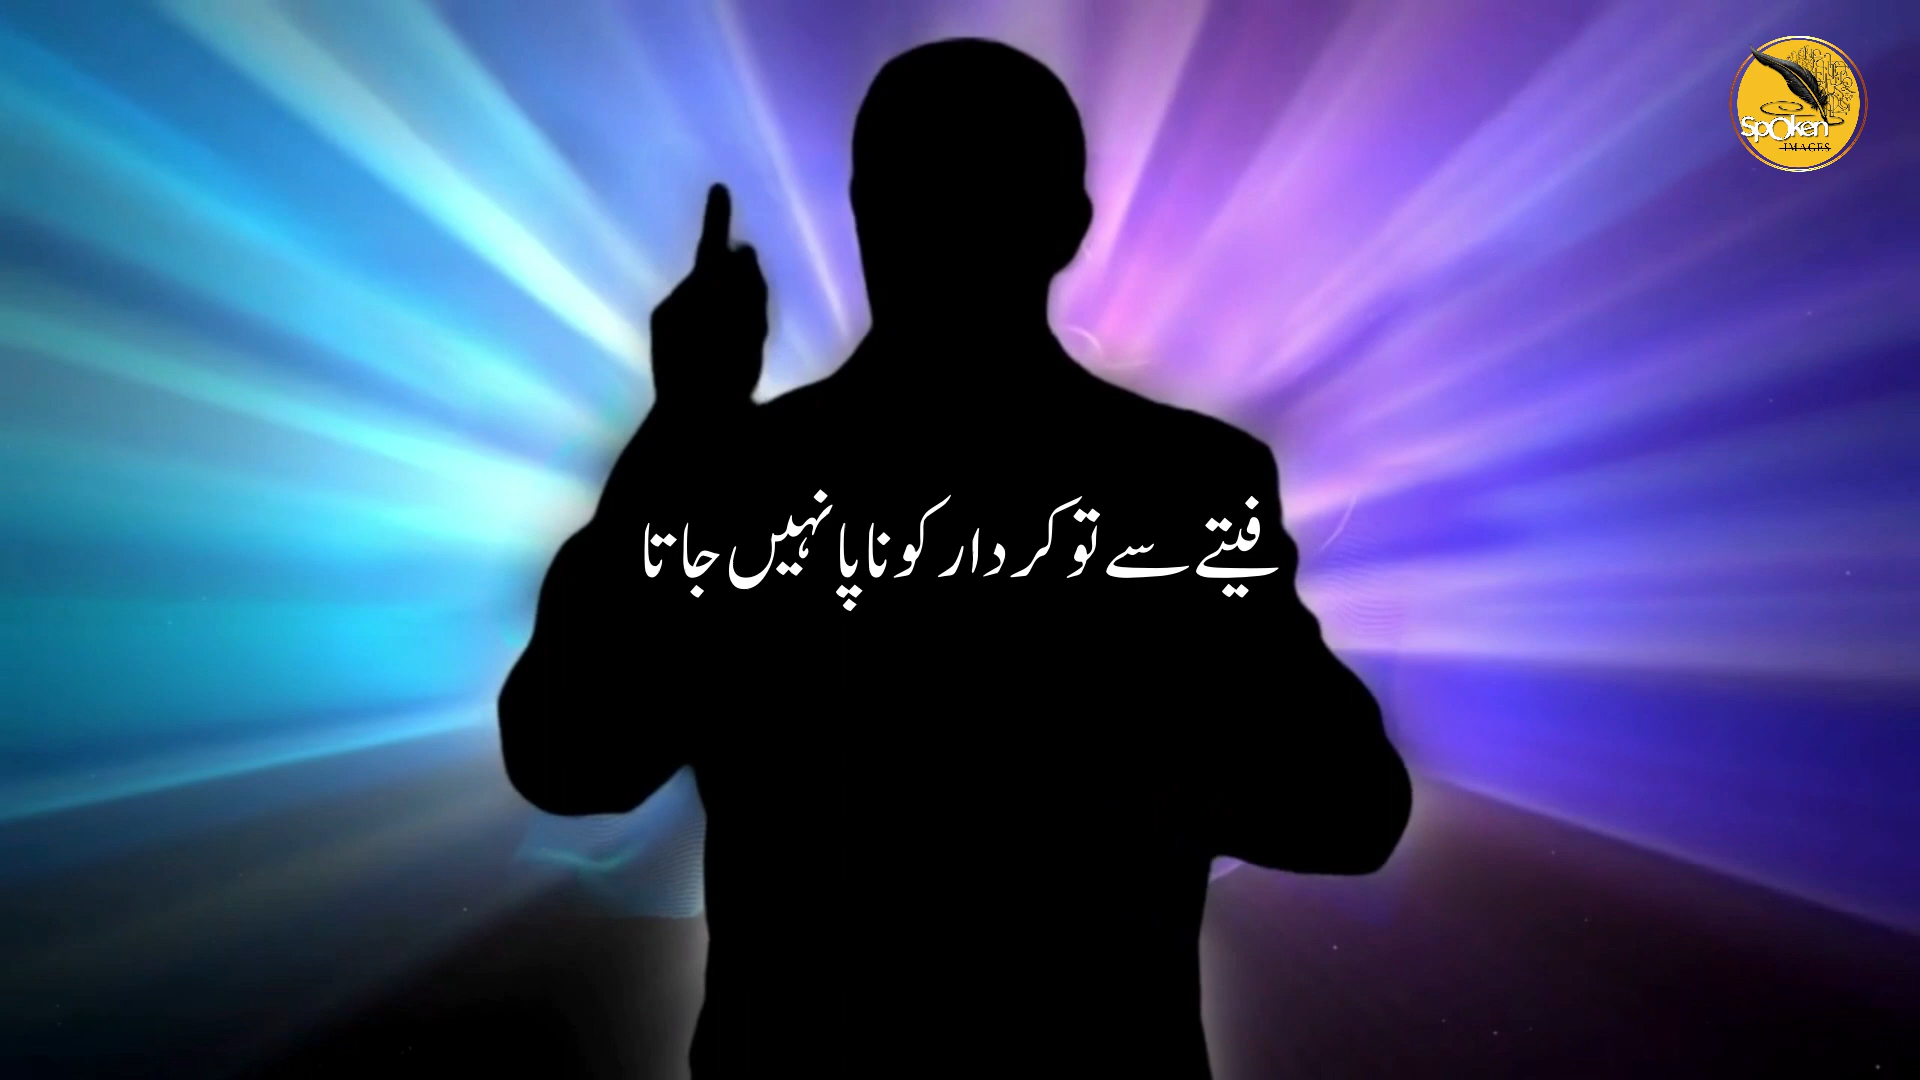 فیتے سے تو کردار کو ناپا نہیں جاتا
Spoken
IMAGES